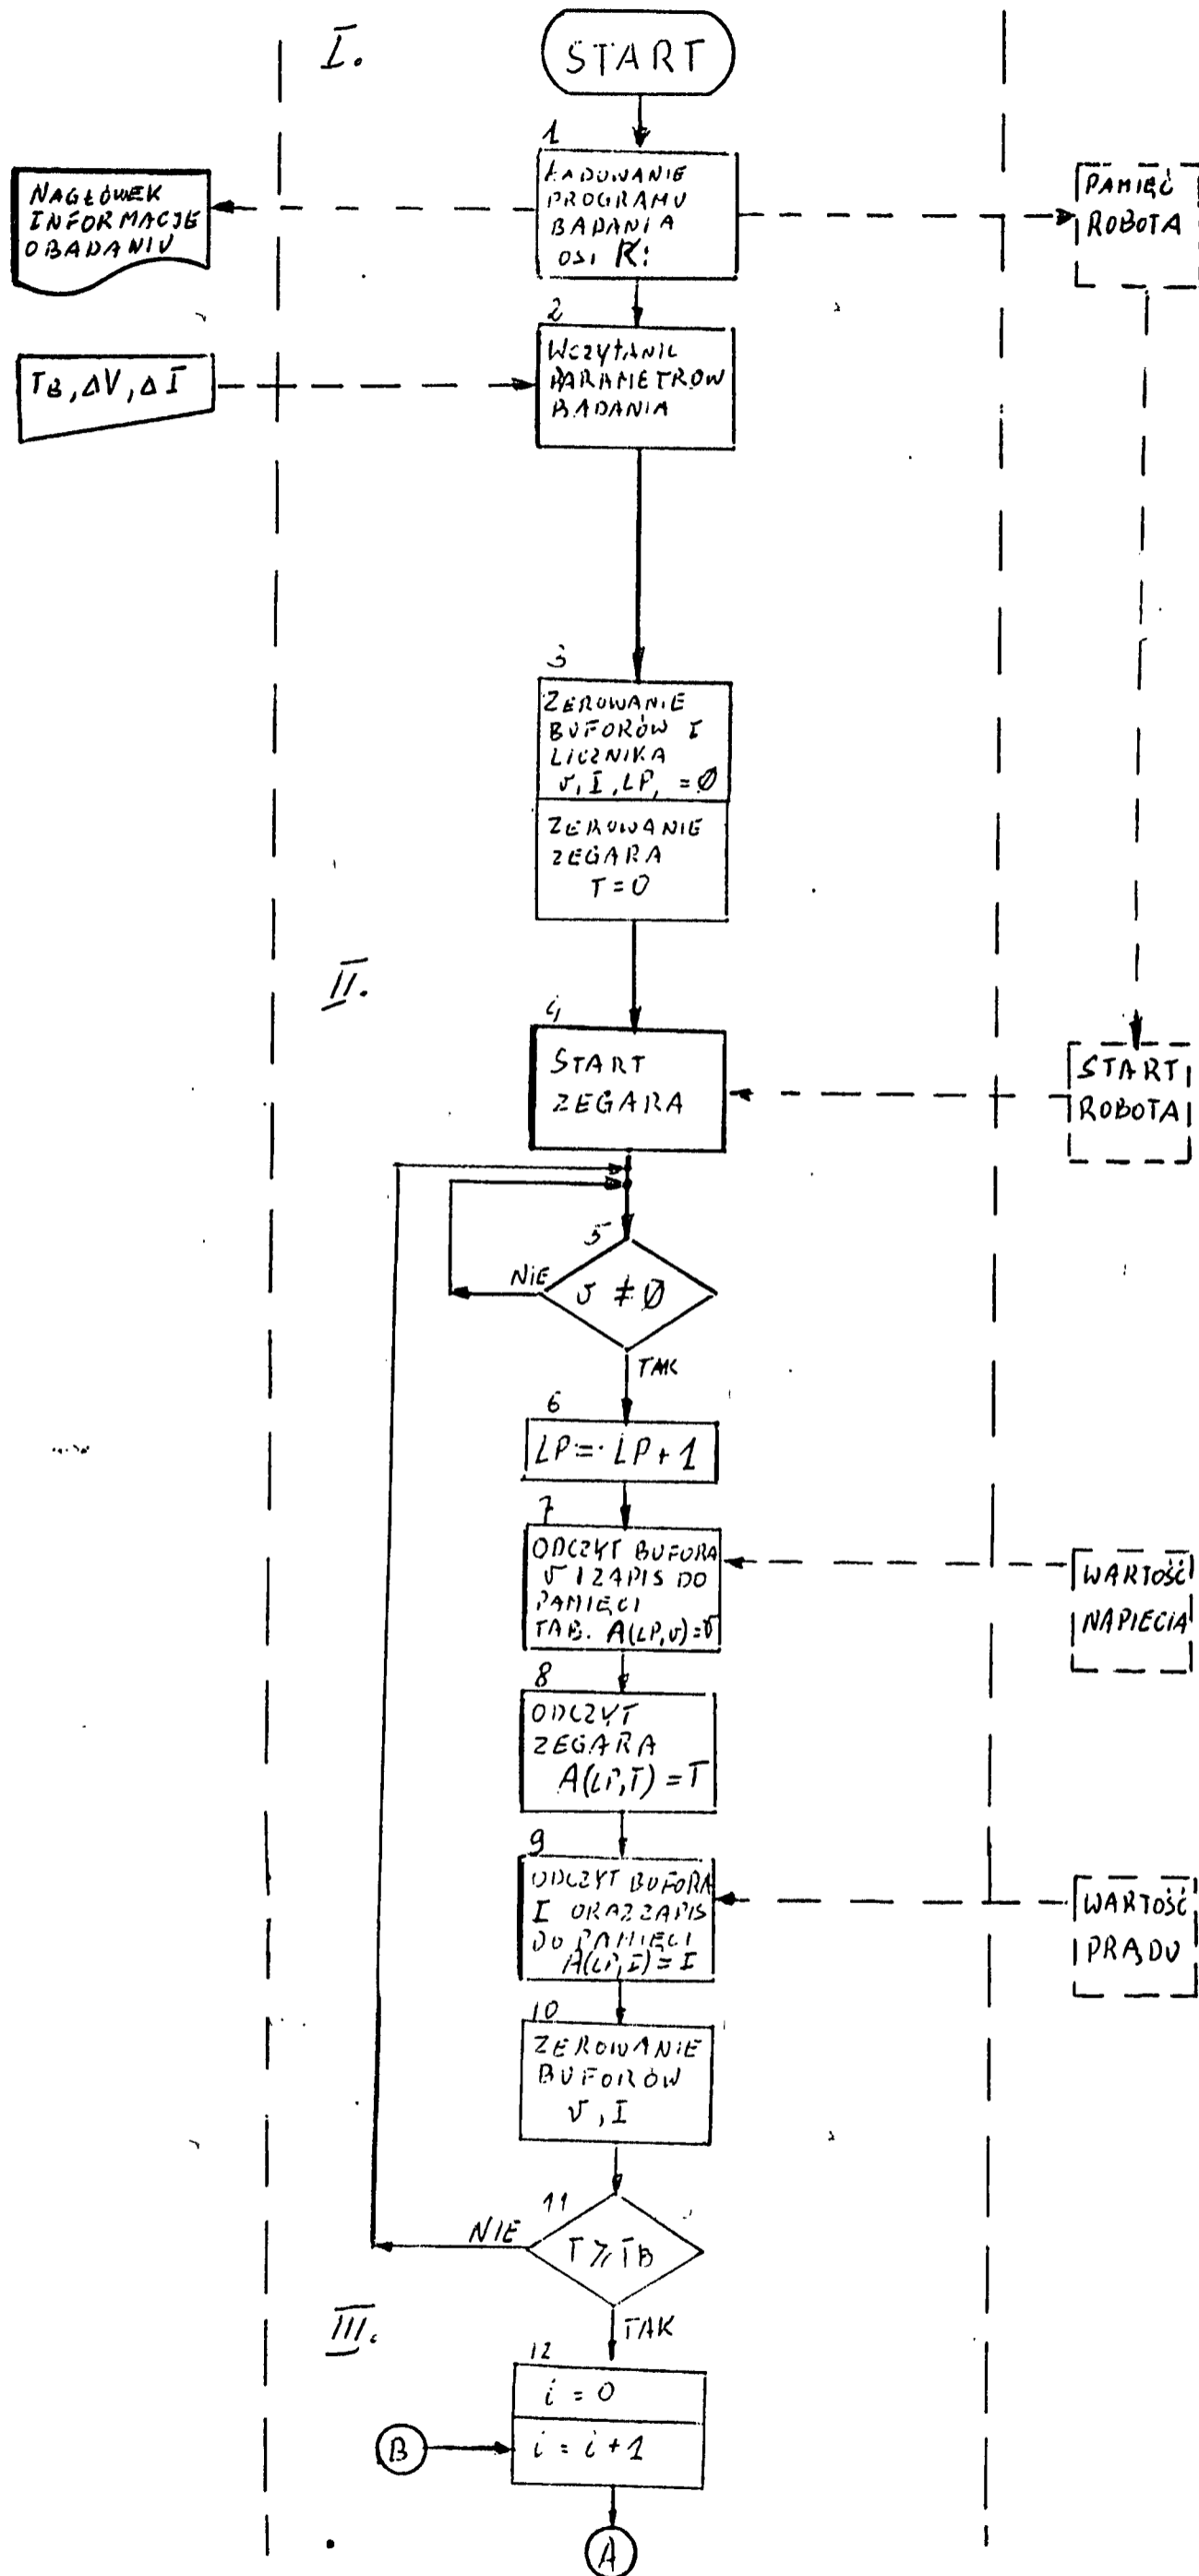 I.
START
1
ŁADOWANIE
PROGRAMU
BADANIA
OSI R:
NAGŁÓWEK
INFORMACJE
O BADANIU
PAMIĘĆ
ROBOTA
2
WCZYTANIE
PARAMETRÓW
BADANIA
TB, ΔV, ΔI
3
ZEROWANIE
BUFORÓW I
LICZNIKA
V, I, LP, = Ø
ZEROWANIE
ZEGARA
T = 0
II.
4
START
ZEGARA
START
ROBOTA
5
V ≠ Ø
NIE
TAK
6
LP = LP + 1
7
ODCZYT BUFORA
V I ZAPIS DO
PAMIĘCI
TAB. A(LP, V) = V
WARTOŚĆ
NAPIECIA
8
ODCZYT
ZEGARA
A(LP, T) = T
9
ODCZYT BUFORA
I ORAZ ZAPIS
DO PAMIĘCI
A(LP, I) = I
WARTOŚĆ
PRĄDU
10
ZEROWANIE
BUFORÓW
V, I
11
T ≥ TB
NIE
TAK
III.
12
i = 0
i = i + 1
B
A